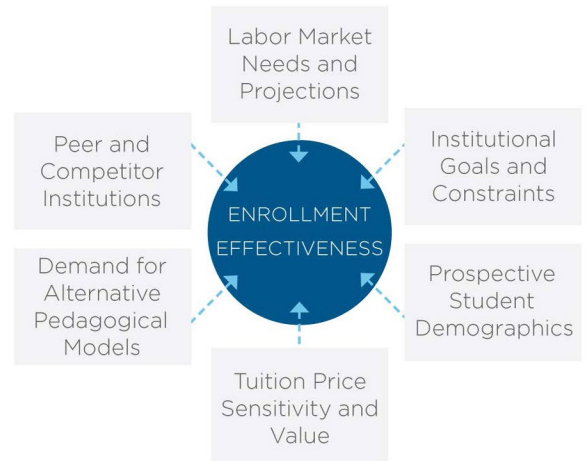 Labor Market
Needs and
Projections
Peer and
Competitor
Institutions
Institutional
Goals and
Constraints
ENROLLMENT
EFFECTIVENESS
Demand for
Alternative
Pedagogical
Models
Prospective
Student
Demographics
Tuition Price
Sensitivity and
Value